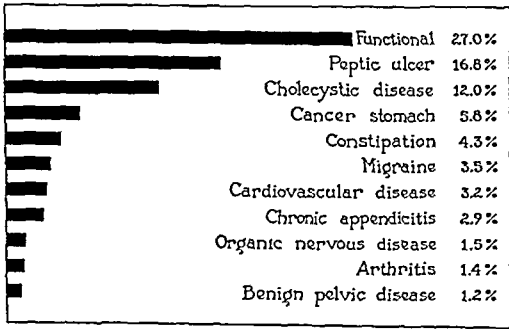 Functional 27.0%
Peptic ulcer 16.8%
Cholecystic disease 12.0%
Cancer stomach 5.8%
Constipation 4.3%
Migraine 3.5%
Cardiovascular disease 3.2%
Chronic appendicitis 2.9%
Organic nervous disease 1.5%
Arthritis 1.4%
Benign pelvic disease 1.2%